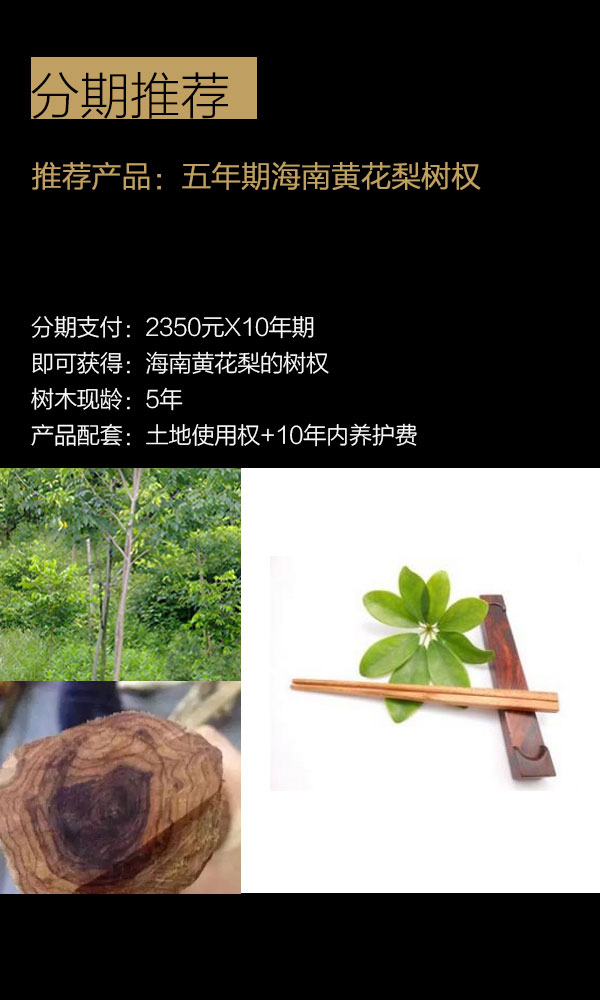 分期推荐
推荐产品：五年期海南黄花梨树权
分期支付：2350元X10年期
即可获得：海南黄花梨的树权
树木现龄：5年
产品配套：土地使用权+10年内养护费